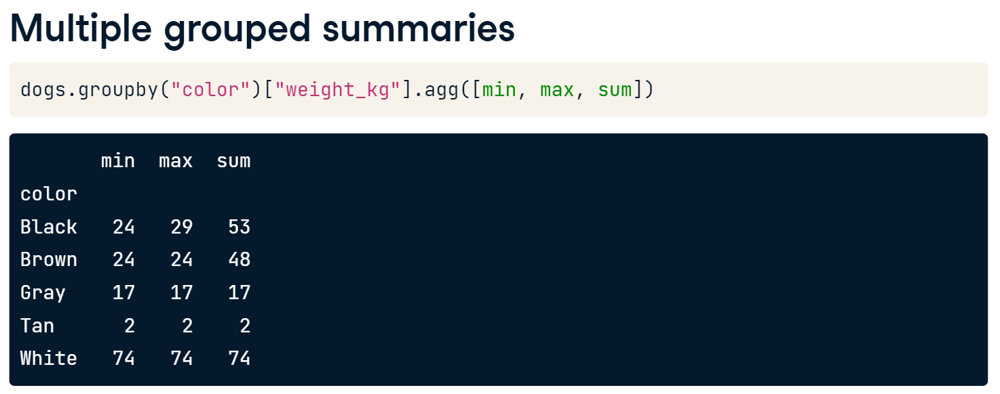 Multiple grouped summaries
dogs.groupby("color")["weight_kg"].agg([min, max, sum])
       min  max  sum
color
Black   24   29   53
Brown   24   24   48
Gray    17   17   17
Tan      2    2    2
White   74   74   74